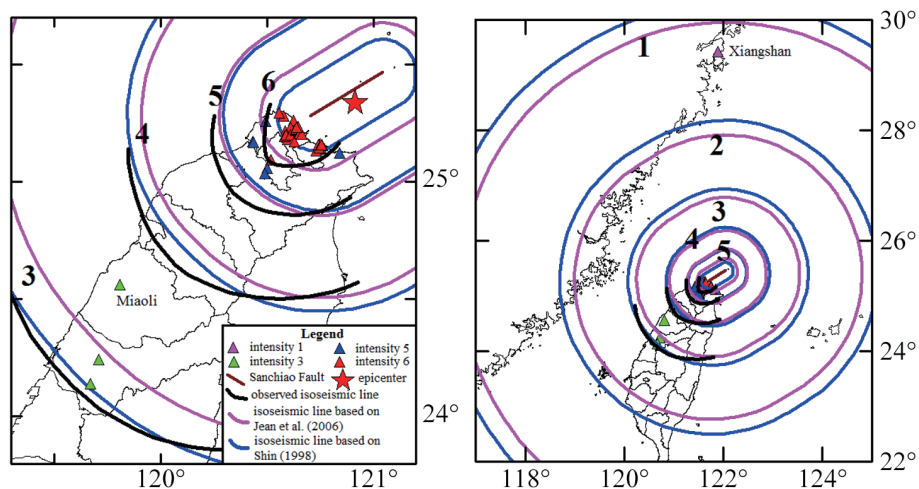 6
5
4
3
Miaoli
25°
24°
120°
121°
Legend
intensity 1
intensity 5
intensity 3
intensity 6
Sanchiao Fault
epicenter
observed isoseismic line
isoseismic line based on
Jean et al. (2006)
isoseismic line based on
Shin (1998)
1
Xiangshan
2
3
4
5
30°
28°
26°
24°
22°
118°
120°
122°
124°